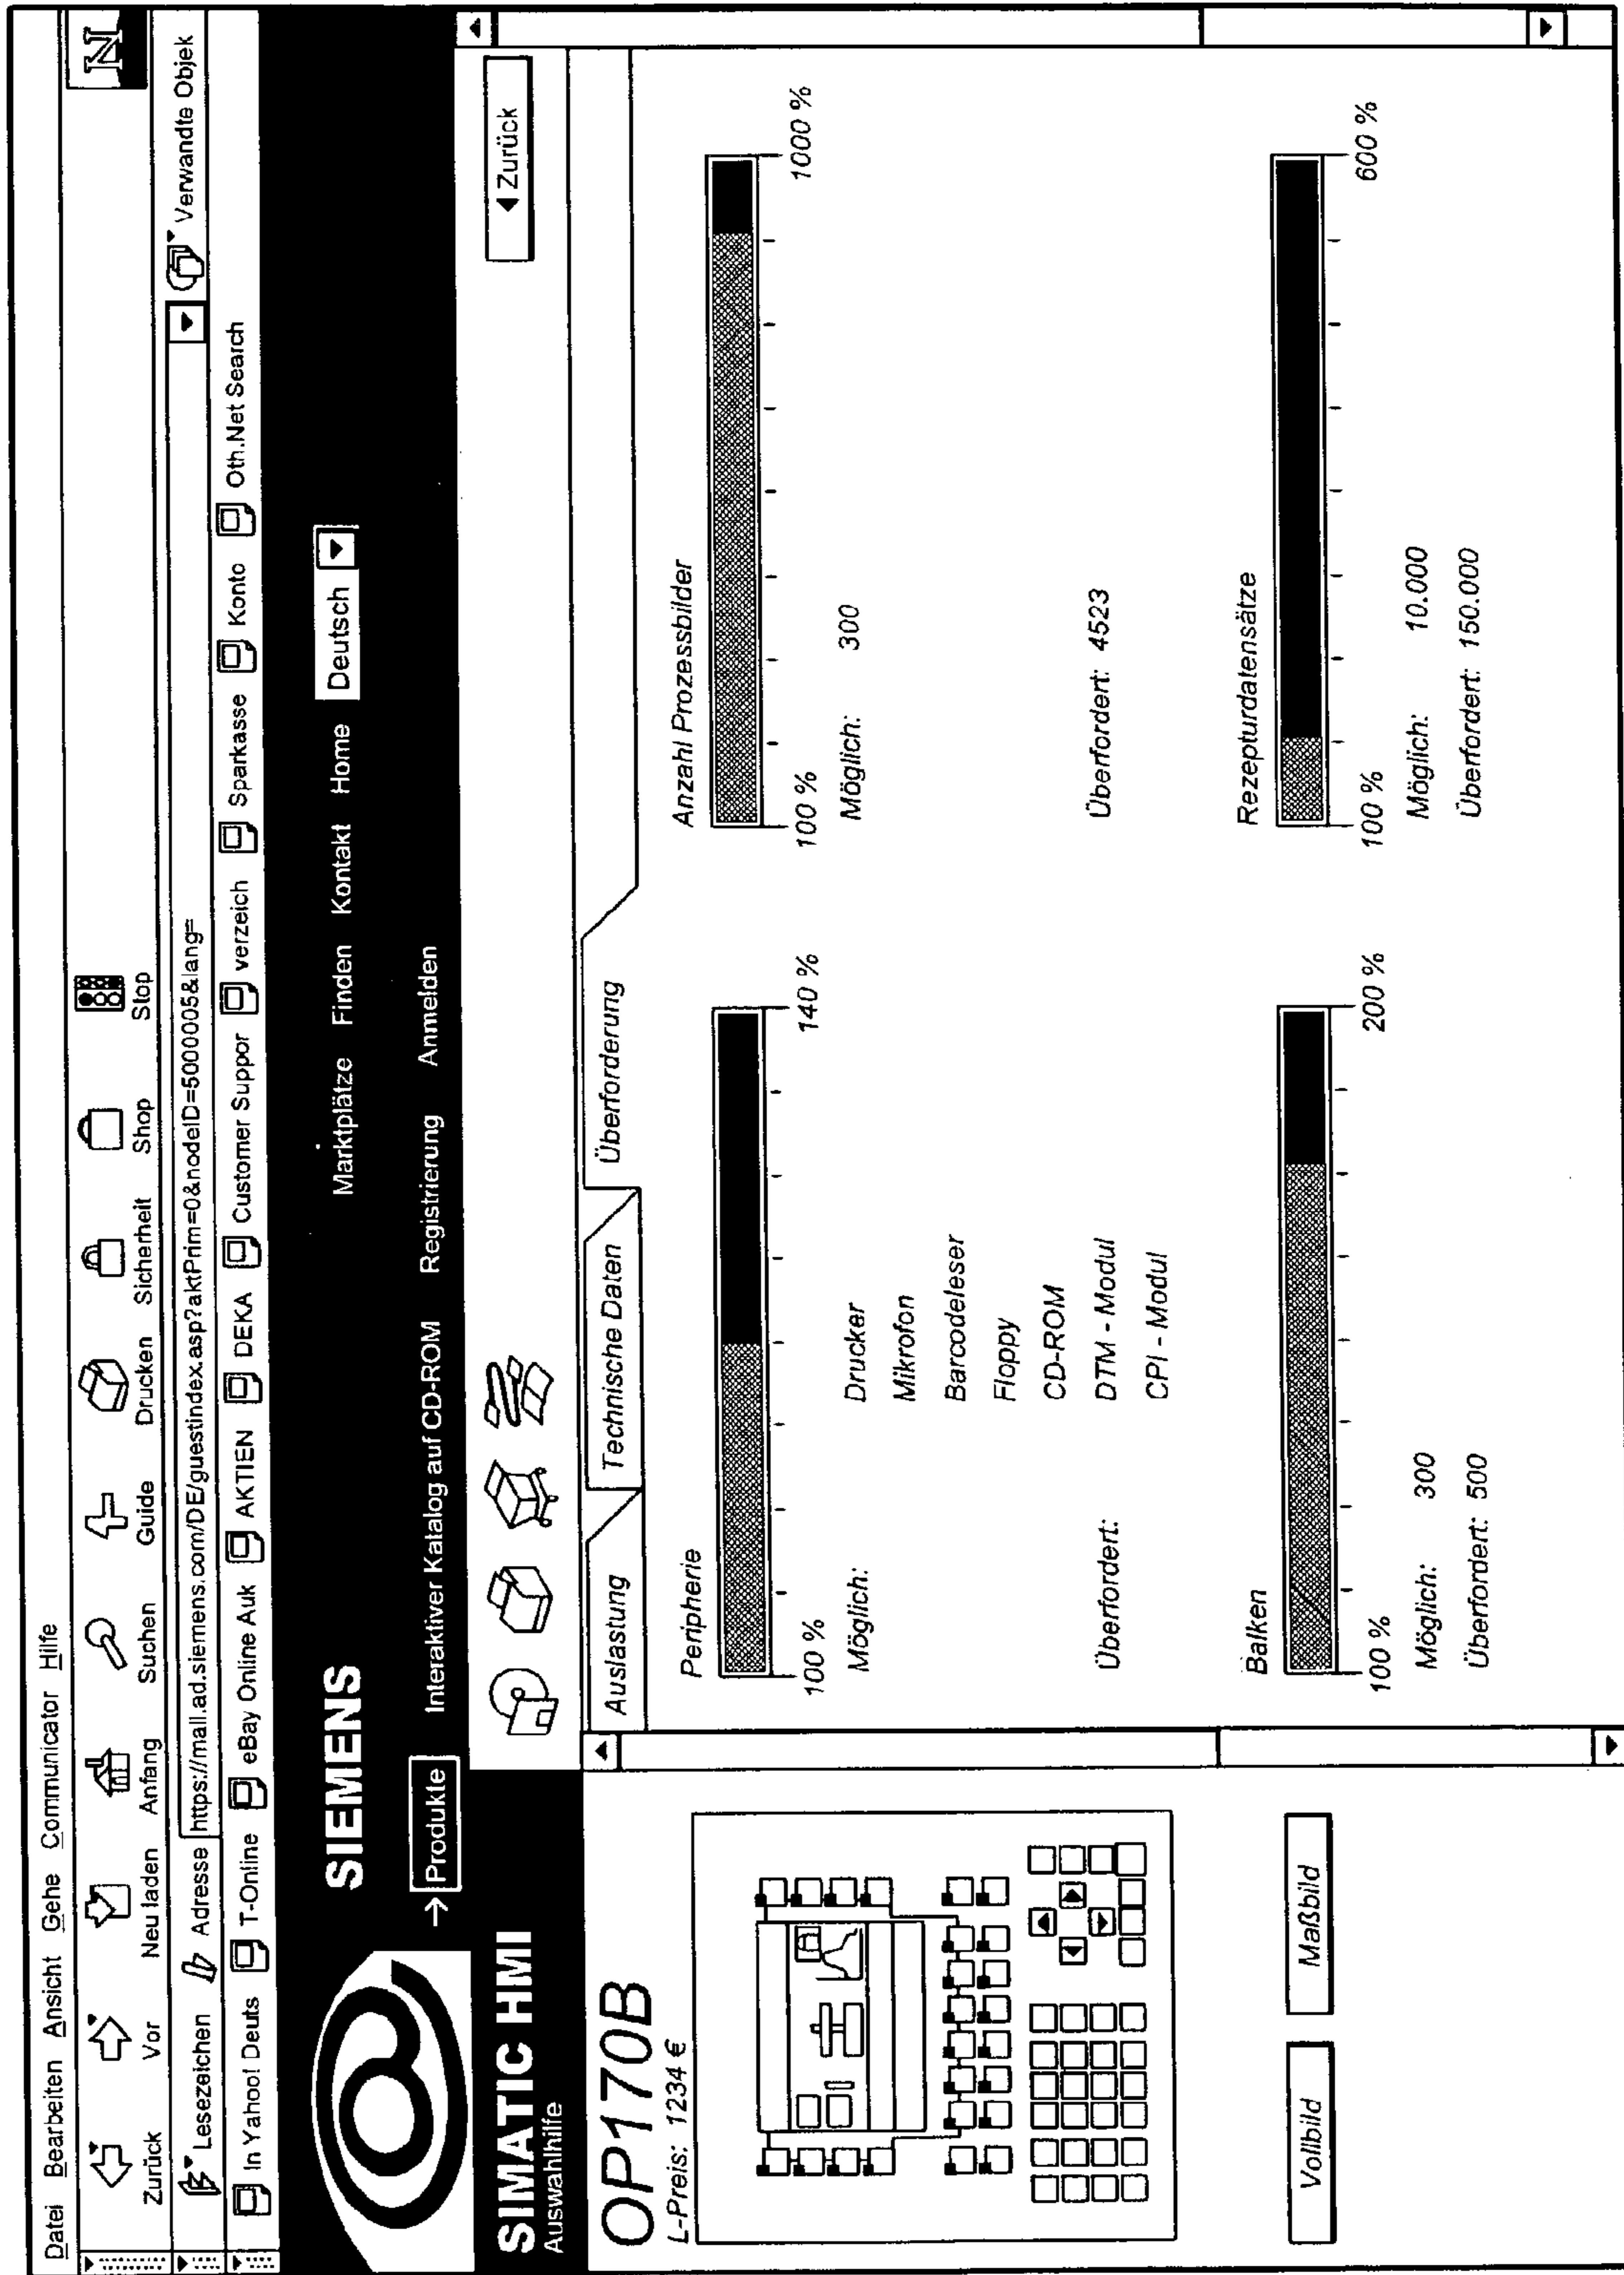 Datei Bearbeiten Ansicht Gehe Communicator Hilfe
Zurück Vor Neu laden Anfang Suchen Guide Drucken Sicherheit Shop Stop
N
Lesezeichen Adresse https://mall.ad.siemens.com/DE/guestindex.asp?aktPrim=0&nodeID=5000005&lang= Verwandte Objek
In Yahoo! Deuts T-Online eBay Online Auk AKTIEN DEKA Customer Suppor verzeich Sparkasse Konto Oth.Net Search
SIEMENS
Marktplätze Finden Kontakt Home Deutsch
→ Produkte Interaktiver Katalog auf CD-ROM Registrierung Anmelden
SIMATIC HMI
Auswahlhilfe
Zurück
OP170B
L-Preis: 1234 €
Vollbild Maßbild
Auslastung Technische Daten Überforderung
Peripherie
100 % 140 %
Möglich: Drucker
Mikrofon
Barcodeleser
Floppy
CD-ROM
Überfordert: DTM - Modul
CPI - Modul
Anzahl Prozessbilder
100 % 1000 %
Möglich: 300
Überfordert: 4523
Balken
100 % 200 %
Möglich: 300
Überfordert: 500
Rezepturdatensätze
100 % 600 %
Möglich: 10.000
Überfordert: 150.000